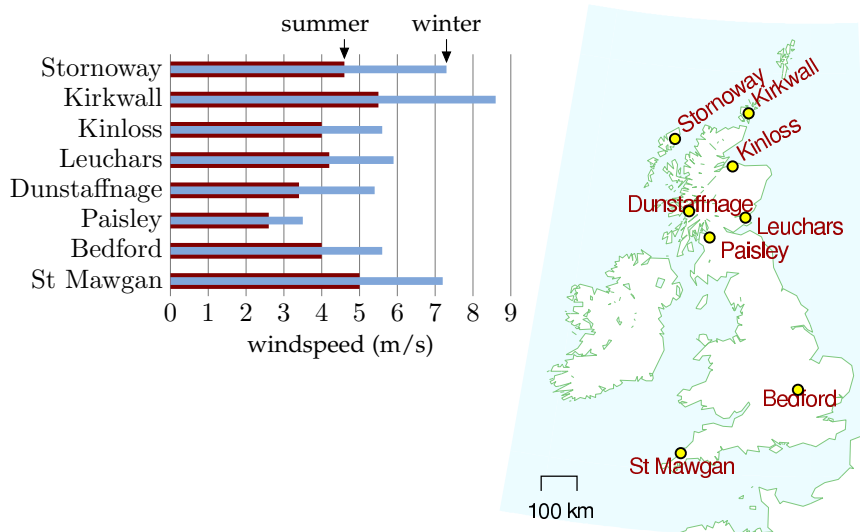 summer winter
Stornoway
Kirkwall
Kinloss
Leuchars
Dunstaffnage
Paisley
Bedford
St Mawgan
0 1 2 3 4 5 6 7 8 9
windspeed (m/s)
Stornoway
Kirkwall
Kinloss
Dunstaffnage
Leuchars
Paisley
Bedford
St Mawgan
100 km